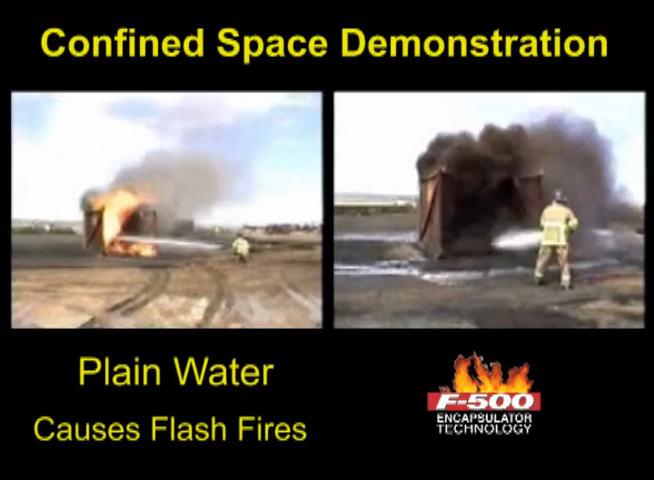 Confined Space Demonstration
Plain Water
Causes Flash Fires
F-500
ENCAPSULATOR
TECHNOLOGY